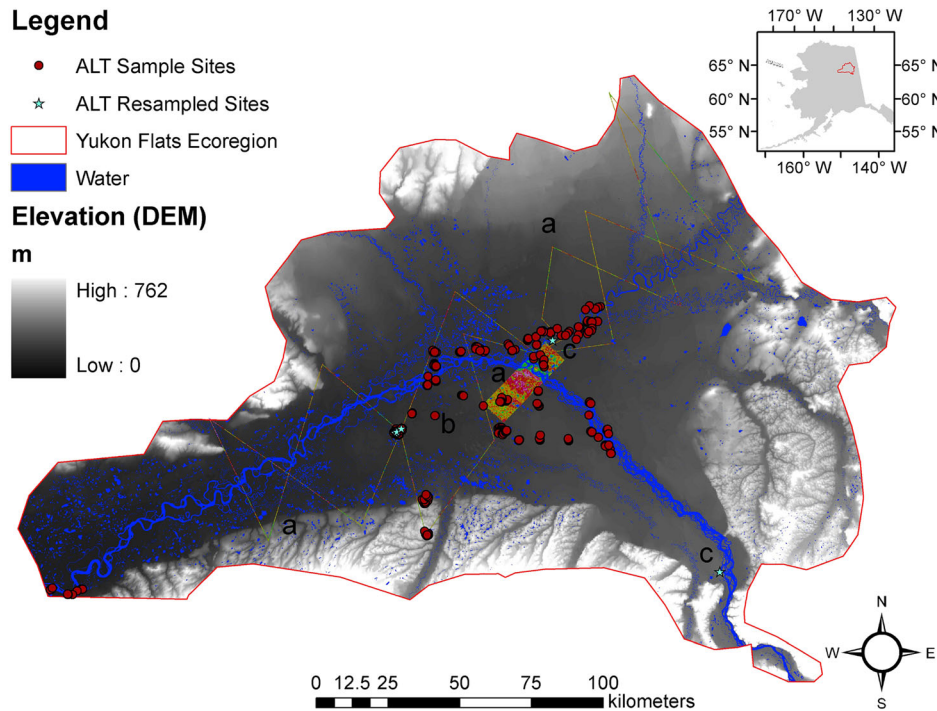 Legend
ALT Sample Sites
ALT Resampled Sites
Yukon Flats Ecoregion
Water
Elevation (DEM)
m
High : 762
Low : 0
170° W 130° W
65° N 65° N
60° N 60° N
55° N 55° N
160° W 140° W
a
c
a
b
a
c
N
W E
S
0 12.5 25 50 75 100
kilometers